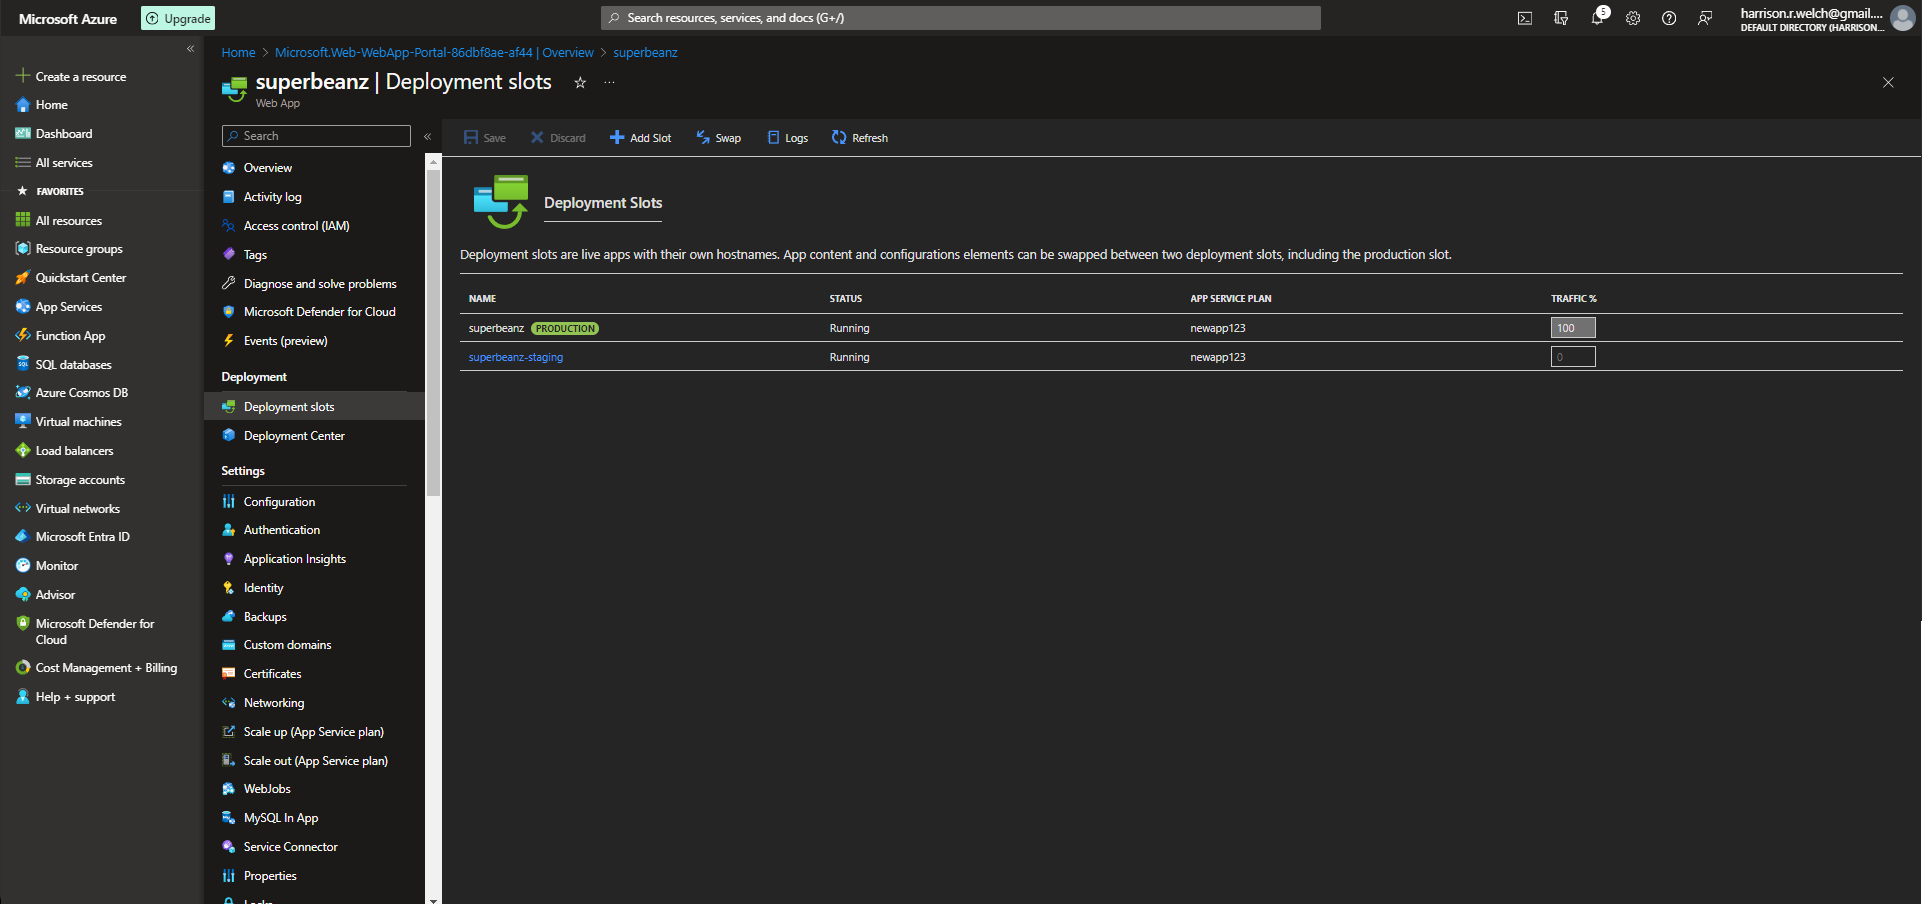 Microsoft Azure
Upgrade
Search resources, services, and docs (G+/)
5
harrison.r.welch@gmail....
DEFAULT DIRECTORY (HARRISON...
«
Create a resource
Home
Dashboard
All services
FAVORITES
All resources
Resource groups
Quickstart Center
App Services
Function App
SQL databases
Azure Cosmos DB
Virtual machines
Load balancers
Storage accounts
Virtual networks
Microsoft Entra ID
Monitor
Advisor
Microsoft Defender for
Cloud
Cost Management + Billing
Help + support
Home > Microsoft.Web-WebApp-Portal-86dbf8ae-af44 | Overview > superbeanz
superbeanz | Deployment slots ...
Web App
Search
«
Overview
Activity log
Access control (IAM)
Tags
Diagnose and solve problems
Microsoft Defender for Cloud
Events (preview)
Deployment
Deployment slots
Deployment Center
Settings
Configuration
Authentication
Application Insights
Identity
Backups
Custom domains
Certificates
Networking
Scale up (App Service plan)
Scale out (App Service plan)
WebJobs
MySQL In App
Service Connector
Properties
Locks
Save Discard Add Slot Swap Logs Refresh
Deployment Slots
Deployment slots are live apps with their own hostnames. App content and configurations elements can be swapped between two deployment slots, including the production slot.
NAME STATUS APP SERVICE PLAN TRAFFIC %
superbeanz PRODUCTION Running newapp123 100
superbeanz-staging Running newapp123 0